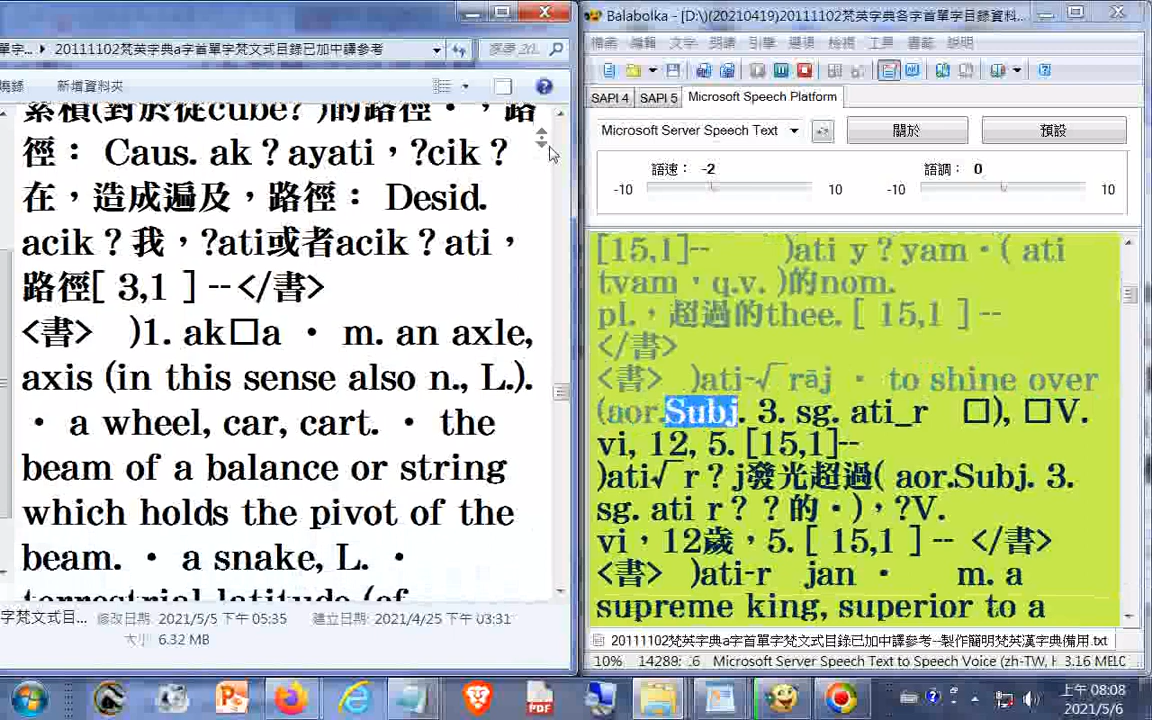 單字... ▸ 20111102梵英字典a字首單字梵文式目錄已加中譯參考
燒錄 新增資料夾
累積(對於從cube? )的路徑‧,路
徑: Caus. ak ? ayati,?cik ?
在,造成遍及,路徑: Desid.
acik ? 我,?ati或者acik ? ati,
路徑[ 3,1 ] --</書>
<書> )1. ak□a ‧ m. an axle,
axis (in this sense also n., L.).
‧ a wheel, car, cart. ‧ the
beam of a balance or string
which holds the pivot of the
beam. ‧ a snake, L. ‧
terrestrial latitude (of
字梵文式目... 修改日期: 2021/5/5 下午 05:35 建立日期: 2021/4/25 下午 03:31
大小: 6.32 MB
Balabolka - [D:\)(20210419)20111102梵英字典各字首單字目錄資料...
檔案 編輯 文字 朗讀 引擎 選項 檢視 工具 書籤 說明
SAPI 4 SAPI 5 Microsoft Speech Platform
Microsoft Server Speech Text 關於 預設
語速: -2 語調: 0
-10 10 -10 10
[15,1]-- )ati y ? yam‧( ati
tvam,q.v. )的nom.
pl.,超過的thee. [ 15,1 ] --
</書>
<書> )ati-√rāj ‧ to shine over
(aor.Subj. 3. sg. ati_r □), □V.
vi, 12, 5. [15,1]--
)ati√r ? j發光超過( aor.Subj. 3.
sg. ati r ? ? 的‧),?V.
vi,12歲,5. [ 15,1 ] -- </書>
<書> )ati-r jan ‧ m. a
supreme king, superior to a
20111102梵英字典a字首單字梵文式目錄已加中譯參考--製作簡明梵英漢字典備用.txt
10% 14289: 6 Microsoft Server Speech Text to Speech Voice (zh-TW, 3.16 MB
上午 08:08
2021/5/6